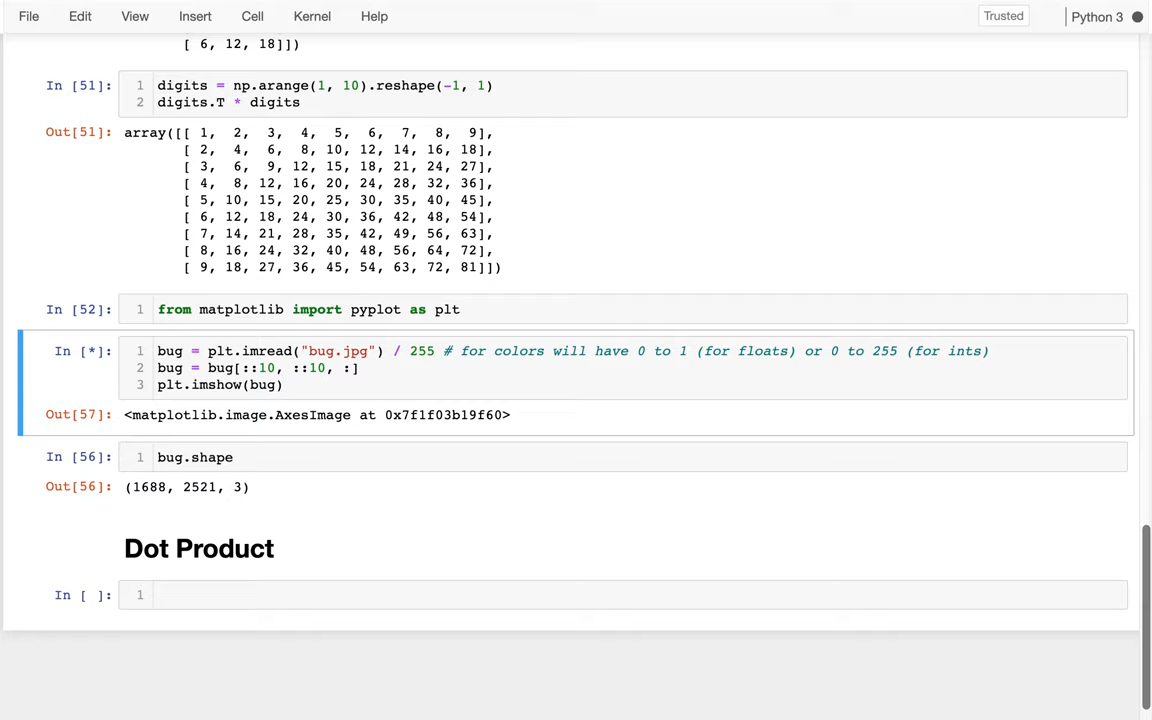 File Edit View Insert Cell Kernel Help Trusted Python 3
[ 6, 12, 18]])
In [51]: 1 digits = np.arange(1, 10).reshape(-1, 1)
2 digits.T * digits
Out[51]: array([[ 1, 2, 3, 4, 5, 6, 7, 8, 9],
[ 2, 4, 6, 8, 10, 12, 14, 16, 18],
[ 3, 6, 9, 12, 15, 18, 21, 24, 27],
[ 4, 8, 12, 16, 20, 24, 28, 32, 36],
[ 5, 10, 15, 20, 25, 30, 35, 40, 45],
[ 6, 12, 18, 24, 30, 36, 42, 48, 54],
[ 7, 14, 21, 28, 35, 42, 49, 56, 63],
[ 8, 16, 24, 32, 40, 48, 56, 64, 72],
[ 9, 18, 27, 36, 45, 54, 63, 72, 81]])
In [52]: 1 from matplotlib import pyplot as plt
In [*]: 1 bug = plt.imread("bug.jpg") / 255 # for colors will have 0 to 1 (for floats) or 0 to 255 (for ints)
2 bug = bug[::10, ::10, :]
3 plt.imshow(bug)
Out[57]: <matplotlib.image.AxesImage at 0x7f1f03b19f60>
In [56]: 1 bug.shape
Out[56]: (1688, 2521, 3)
Dot Product
In [ ]: 1